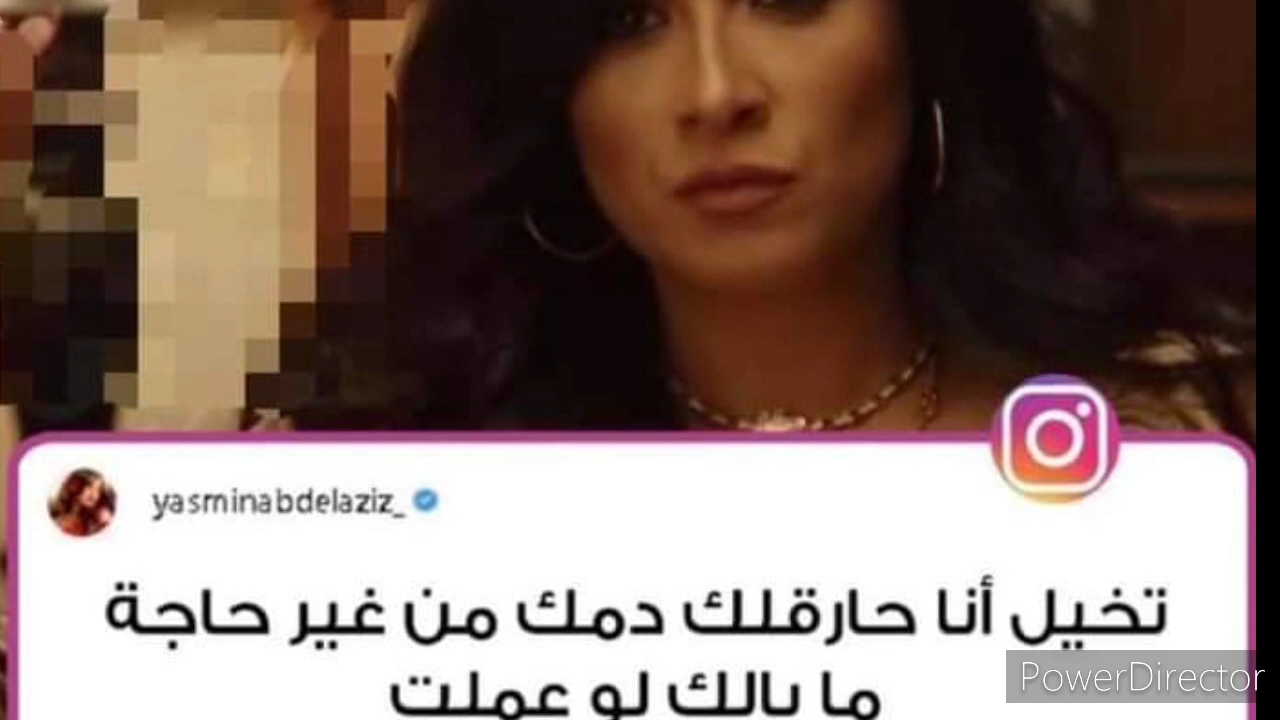 yasminabdelaziz_
تخيل أنا حارقلك دمك من غير حاجة
ما بالك لو عملت
PowerDirector